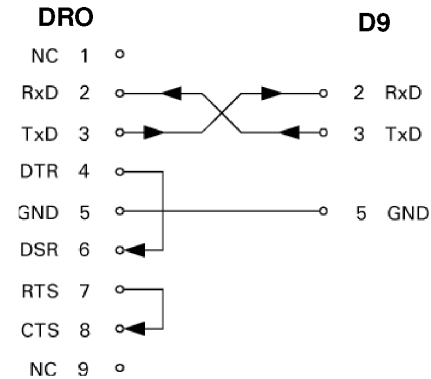 DRO D9
NC 1
RxD 2 2 RxD
TxD 3 3 TxD
DTR 4
GND 5 5 GND
DSR 6
RTS 7
CTS 8
NC 9